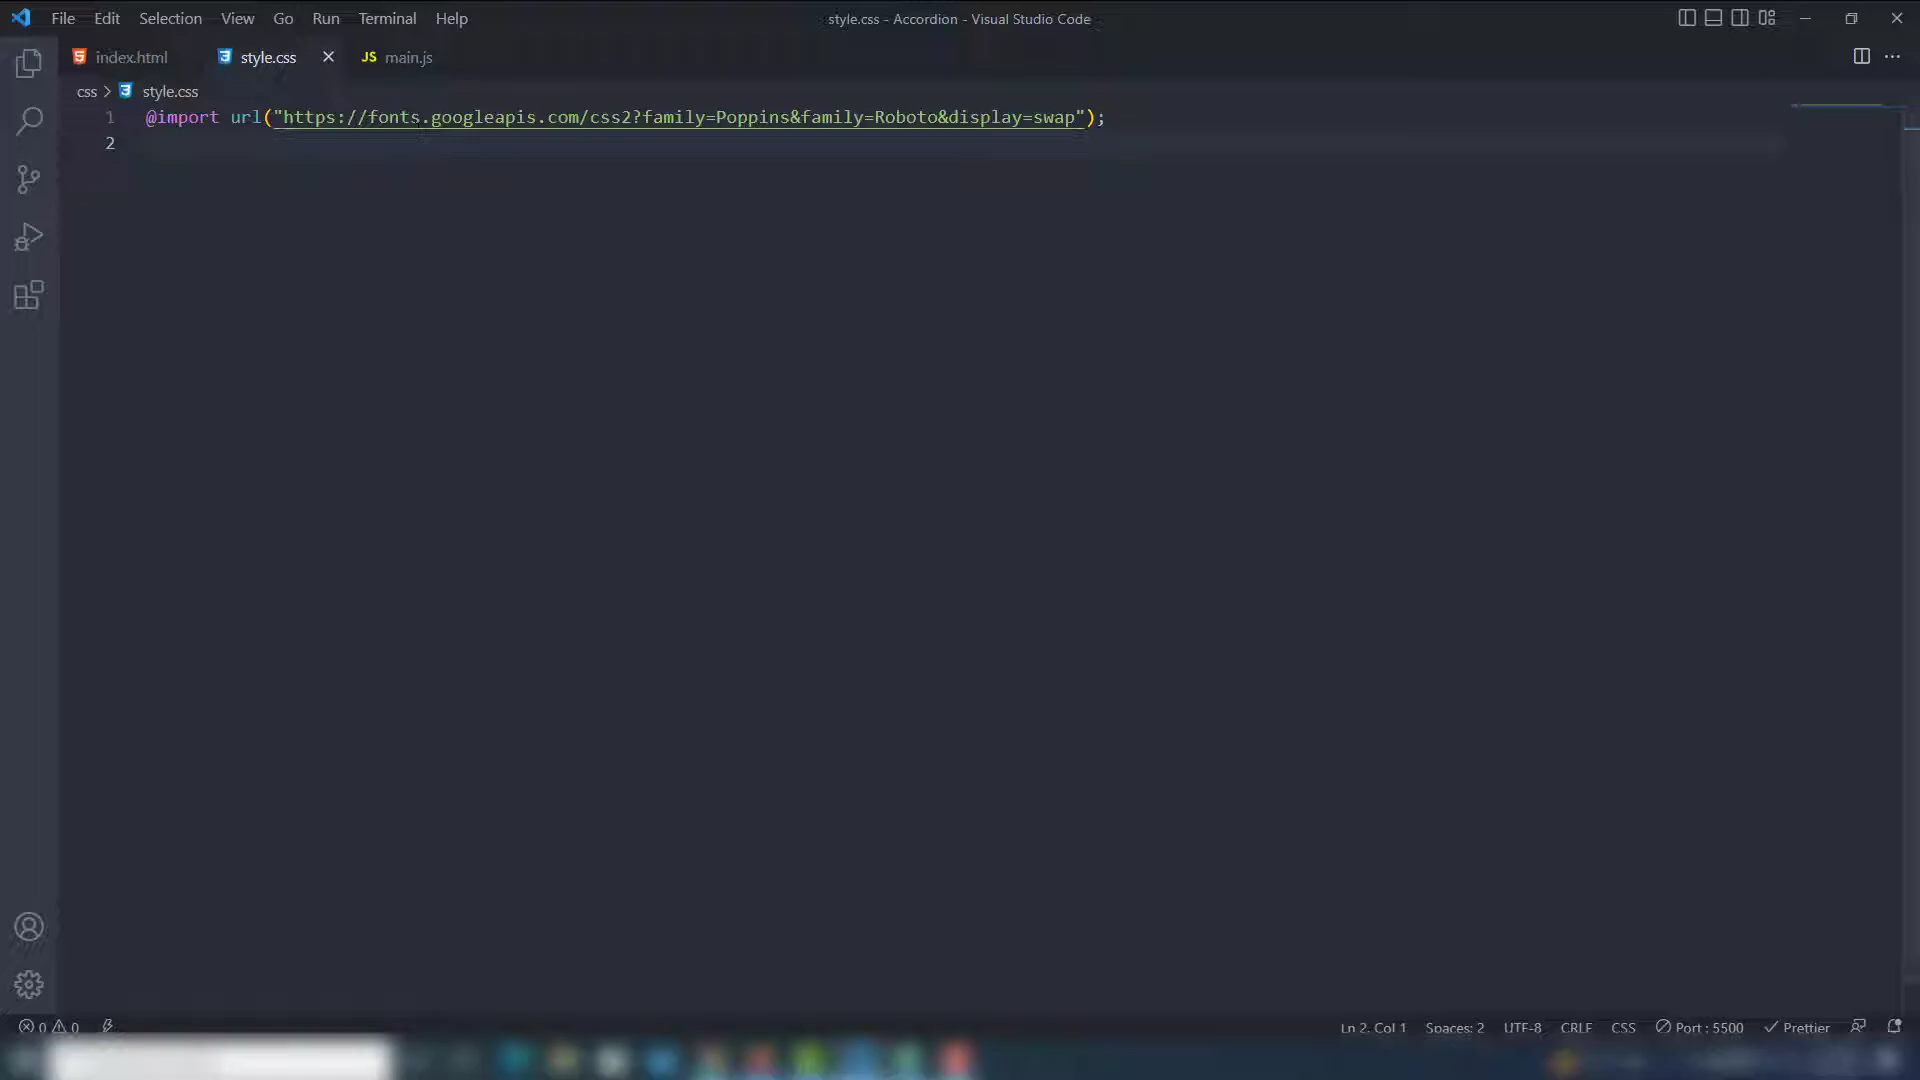 File Edit Selection View Go Run Terminal Help
style.css - Accordion - Visual Studio Code
index.html
style.css
JS main.js
css > style.css
1 @import url("https://fonts.googleapis.com/css2?family=Poppins&family=Roboto&display=swap");
2
0 0
Ln 2, Col 1 Spaces: 2 UTF-8 CRLF CSS Port : 5500 Prettier